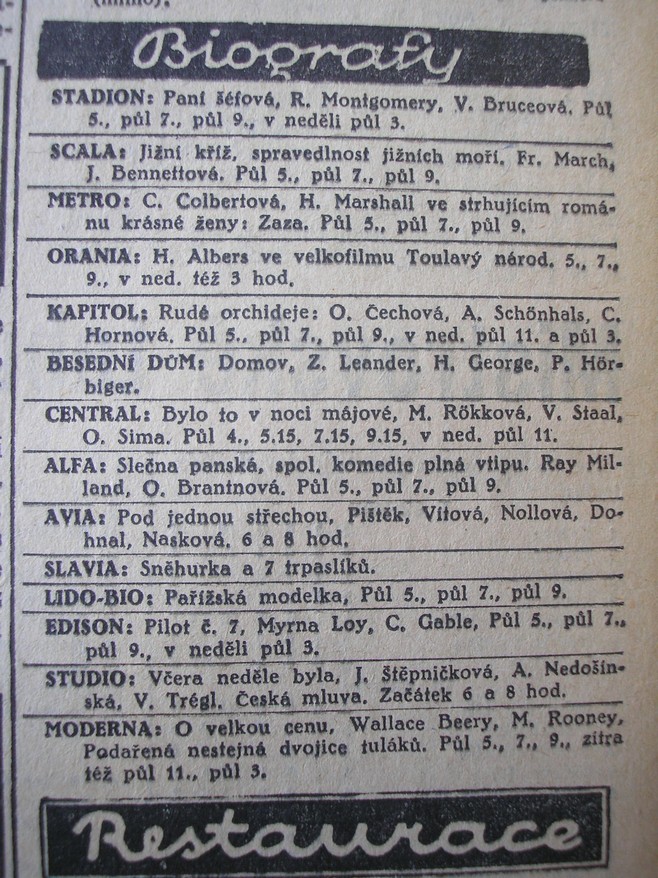 (mimo).
Biografy
STADION: Paní šéfová, R. Montgomery, V. Bruceová. Půl
5., půl 7., půl 9., v neděli půl 3.
SCALA: Jižní kříž, spravedlnost jižních moří. Fr. March,
J. Bennettová. Půl 5., půl 7., půl 9.
METRO: C. Colbertová, H. Marshall ve strhujícím romá-
nu krásné ženy: Zaza. Půl 5., půl 7., půl 9.
ORANIA: H. Albers ve velkofilmu Toulavý národ. 5., 7.,
9., v ned. též 3 hod.
KAPITOL: Rudé orchideje: O. Čechová, A. Schönhals, C.
Hornová. Půl 5., půl 7., půl 9., v ned. půl 11. a půl 3.
BESEDNÍ DŮM: Domov, Z. Leander, H. George, P. Hör-
biger.
CENTRAL: Bylo to v noci májové, M. Rökková, V. Staal,
O. Sima. Půl 4., 5.15, 7.15, 9.15, v ned. půl 11.
ALFA: Slečna panská, spol. komedie plná vtipu. Ray Mil-
land, O. Brantnová. Půl 5., půl 7., půl 9.
AVIA: Pod jednou střechou, Pištěk, Vítová, Nollová, Do-
hnal, Nasková. 6 a 8 hod.
SLAVIA: Sněhurka a 7 trpaslíků.
LIDO-BIO: Pařížská modelka, Půl 5., půl 7., půl 9.
EDISON: Pilot č. 7, Myrna Loy, C. Gable, Půl 5., půl 7.,
půl 9., v neděli půl 3.
STUDIO: Včera neděle byla, J. Štěpničková, A. Nedošín-
ská, V. Trégl. Česká mluva. Začátek 6 a 8 hod.
MODERNA: O velkou cenu, Wallace Beery, M. Rooney,
Podařená nestejná dvojice tuláků. Půl 5., 7., 9., zítra
též půl 11., půl 3.
Restaurace